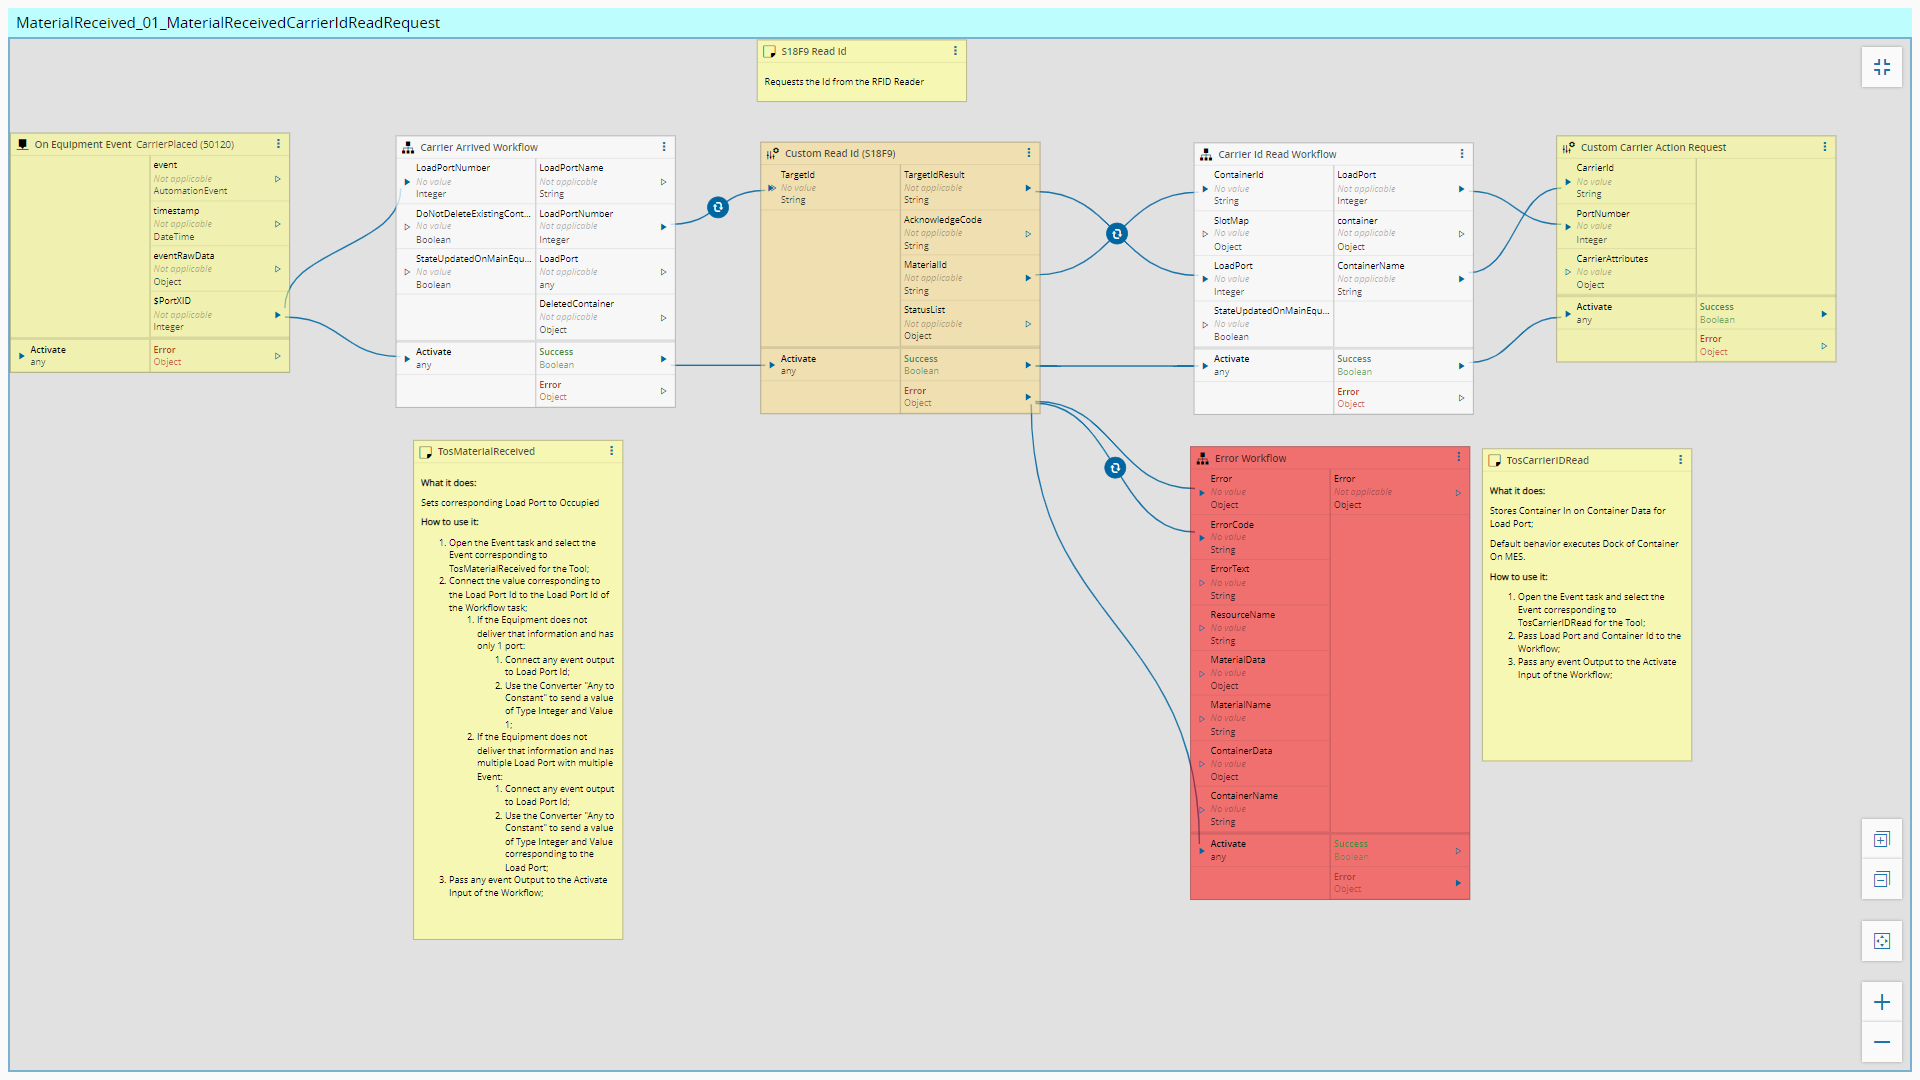 MaterialReceived_01_MaterialReceivedCarrierIdReadRequest
S18F9 Read Id
Requests the Id from the RFID Reader
On Equipment Event CarrierPlaced (50120)
event
Not applicable
AutomationEvent
timestamp
Not applicable
DateTime
eventRawData
Not applicable
Object
$PortXID
Not applicable
Integer
Activate
any
Error
Object
Carrier Arrived Workflow
LoadPortNumber
No value
Integer
DoNotDeleteExistingCont...
No value
Boolean
StateUpdatedOnMainEqu...
No value
Boolean
LoadPortName
Not applicable
String
LoadPortNumber
Not applicable
Integer
LoadPort
Not applicable
any
DeletedContainer
Not applicable
Object
Activate
any
Success
Boolean
Error
Object
Custom Read Id (S18F9)
TargetId
No value
String
TargetIdResult
Not applicable
String
AcknowledgeCode
Not applicable
String
MaterialId
Not applicable
String
StatusList
Not applicable
Object
Activate
any
Success
Boolean
Error
Object
Carrier Id Read Workflow
ContainerId
No value
String
SlotMap
No value
Object
LoadPort
No value
Integer
StateUpdatedOnMainEqu...
No value
Boolean
LoadPort
Not applicable
Integer
container
Not applicable
Object
ContainerName
Not applicable
String
Activate
any
Success
Boolean
Error
Object
Custom Carrier Action Request
CarrierId
No value
String
PortNumber
No value
Integer
CarrierAttributes
No value
Object
Activate
any
Success
Boolean
Error
Object
TosMaterialReceived
What it does:
Sets corresponding Load Port to Occupied
How to use it:
1. Open the Event task and select the
Event corresponding to
TosMaterialReceived for the Tool;
2. Connect the value corresponding to
the Load Port Id to the Load Port Id of
the Workflow task;
1. If the Equipment does not
deliver that information and has
only 1 port:
1. Connect any event output
to Load Port Id;
2. Use the Converter "Any to
Constant" to send a value
of Type Integer and Value
1;
2. If the Equipment does not
deliver that information and has
multiple Load Port with multiple
Event:
1. Connect any event output
to Load Port Id;
2. Use the Converter "Any to
Constant" to send a value
of Type Integer and Value
corresponding to the
Load Port;
3. Pass any event Output to the Activate
Input of the Workflow;
Error Workflow
Error
No value
Object
ErrorCode
No value
String
ErrorText
No value
String
ResourceName
No value
String
MaterialData
No value
Object
MaterialName
No value
String
ContainerData
No value
Object
ContainerName
No value
String
Error
Not applicable
Object
Activate
any
Success
Boolean
Error
Object
TosCarrierIDRead
What it does:
Stores Container In on Container Data for
Load Port;
Default behavior executes Dock of Container
On MES.
How to use it:
1. Open the Event task and select the
Event corresponding to
TosCarrierIDRead for the Tool;
2. Pass Load Port and Container Id to the
Workflow;
3. Pass any event Output to the Activate
Input of the Workflow;